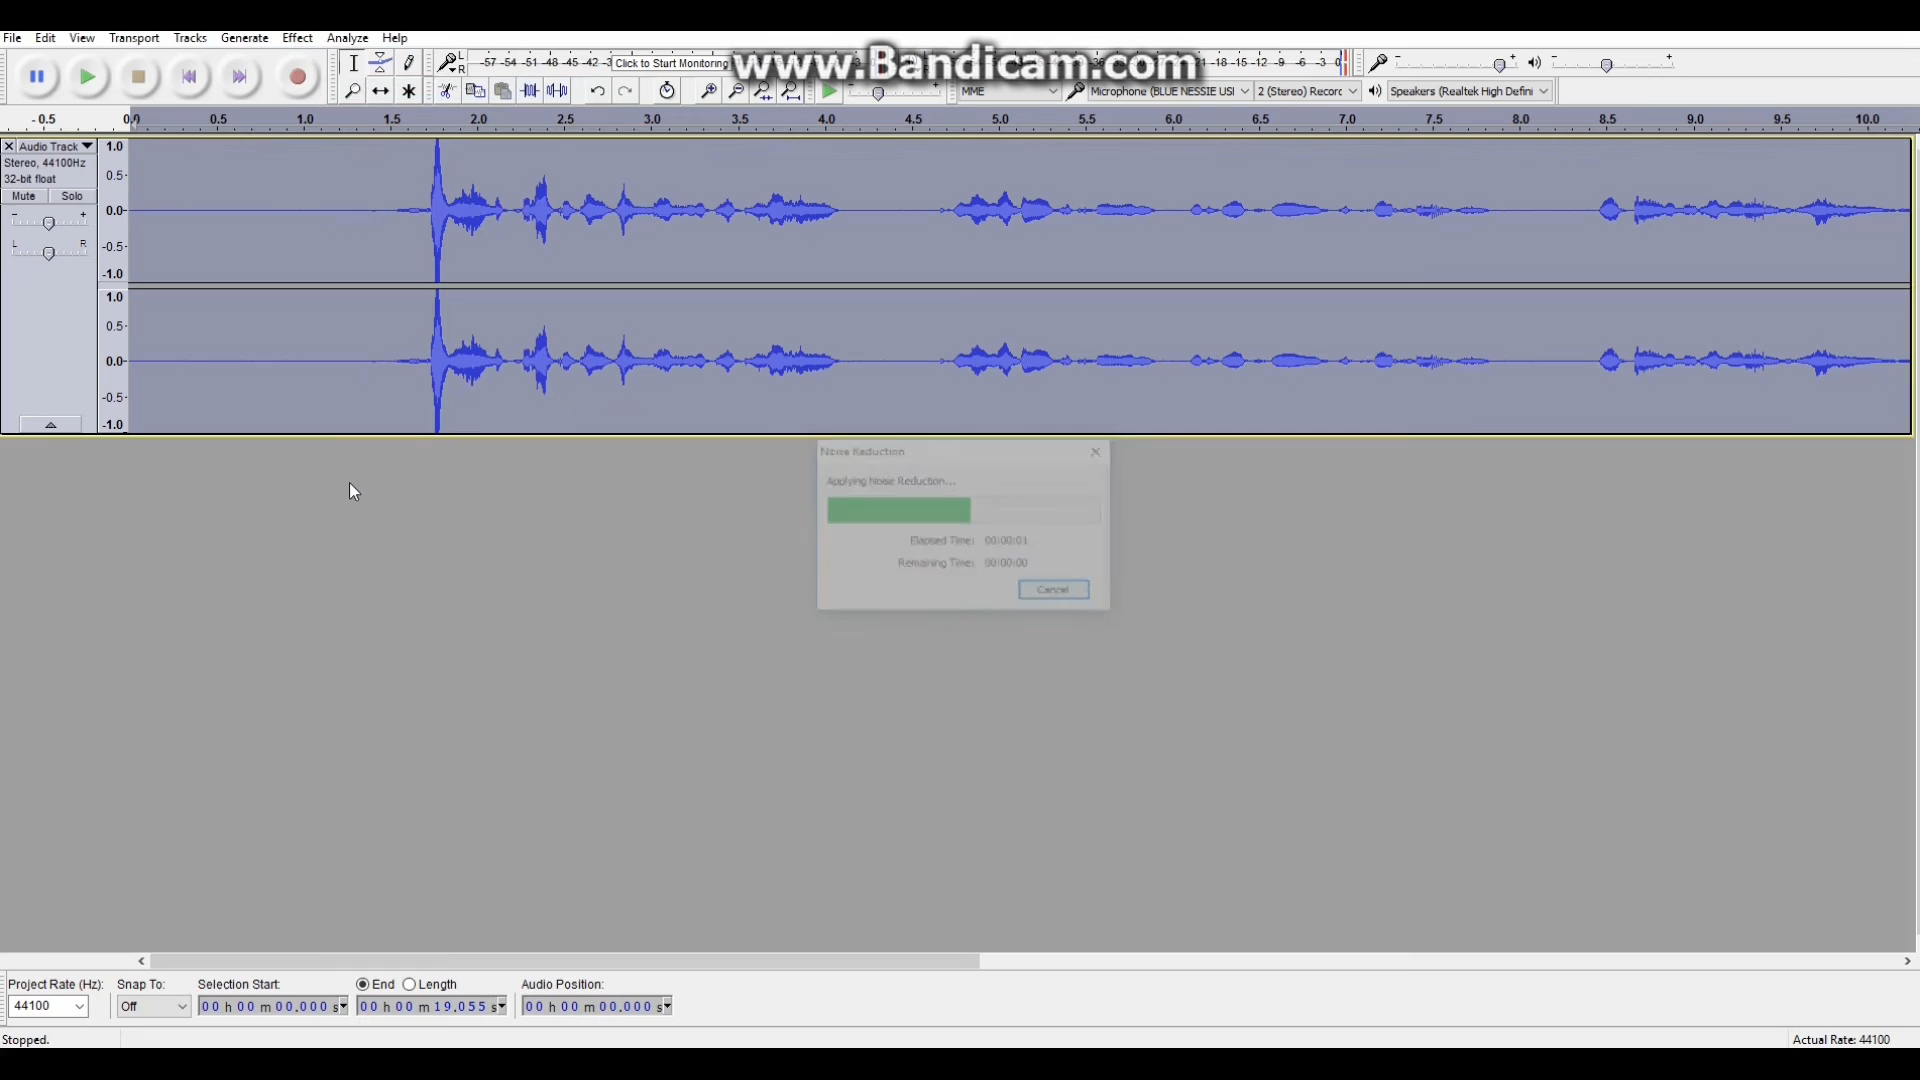 www.Bandicam.com
File Edit View Transport Tracks Generate Effect Analyze Help
L
R
-57 -54 -51 -48 -45 -42 -3 Click to Start Monitoring
-18 -15 -12 -9 -6 -3 0
MME Microphone (BLUE NESSIE USI 2 (Stereo) Recorc Speakers (Realtek High Defini
-0.5 0.0 0.5 1.0 1.5 2.0 2.5 3.0 3.5 4.0 4.5 5.0 5.5 6.0 6.5 7.0 7.5 8.0 8.5 9.0 9.5 10.0
Audio Track
Stereo, 44100Hz
32-bit float
Mute Solo
- +
L R
1.0
0.5
0.0
-0.5
-1.0
1.0
0.5
0.0
-0.5
-1.0
Noise Reduction
Applying Noise Reduction...
Elapsed Time: 00:00:01
Remaining Time: 00:00:00
Cancel
Project Rate (Hz): Snap To: Selection Start: End Length Audio Position:
44100 Off 00 h 00 m 00.000 s 00 h 00 m 19.055 s 00 h 00 m 00.000 s
Stopped. Actual Rate: 44100